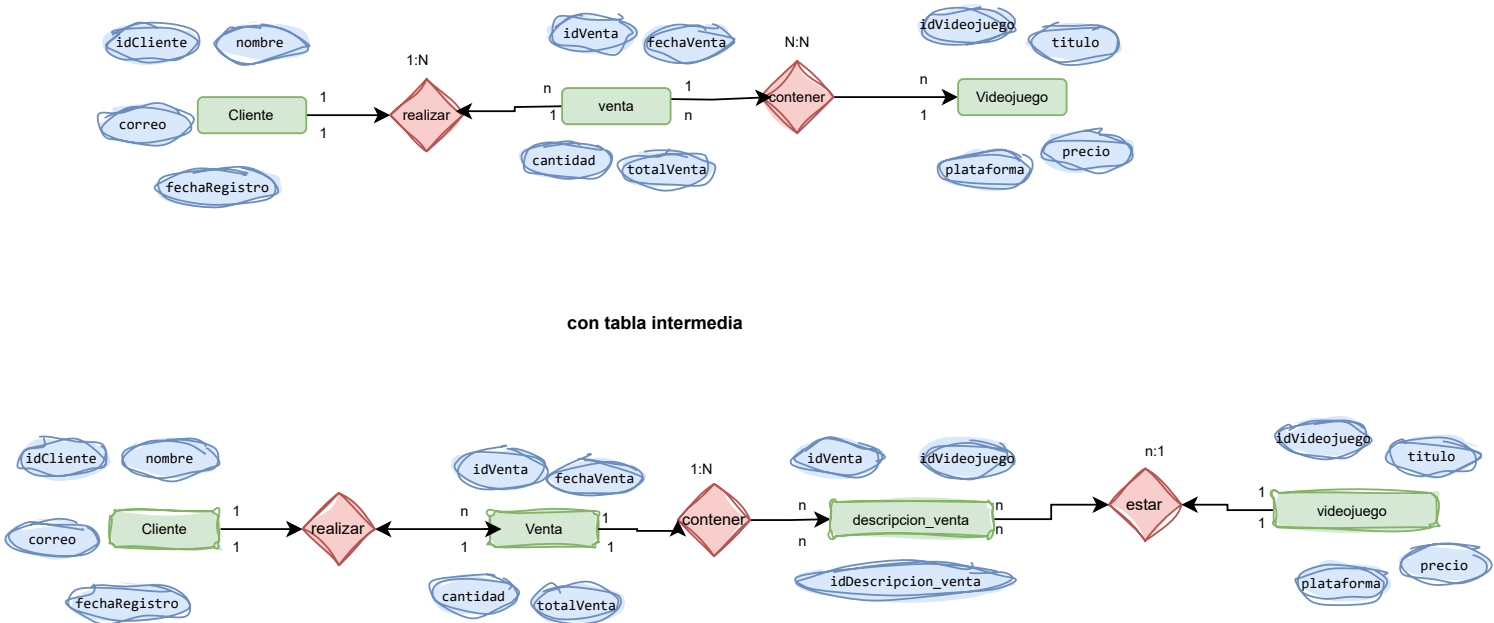 idCliente
nombre
idVenta
fechaVenta
idVideojuego
titulo
1:N
N:N
Cliente
1
1
realizar
n
1
venta
1
n
contener
n
1
Videojuego
correo
fechaRegistro
cantidad
totalVenta
plataforma
precio
con tabla intermedia
idCliente
nombre
idVenta
fechaVenta
1:N
idVenta
idVideojuego
n:1
idVideojuego
titulo
Cliente
1
1
realizar
n
1
Venta
1
1
contener
n
n
descripcion_venta
n
n
estar
1
1
videojuego
correo
fechaRegistro
cantidad
totalVenta
idDescripcion_venta
plataforma
precio